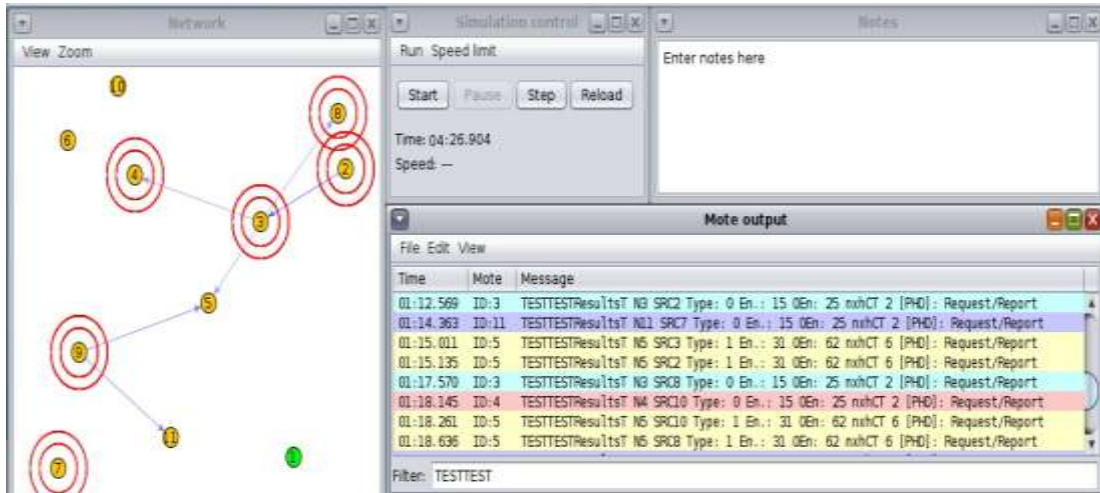 Network
View Zoom
10
8
6
4
2
3
5
9
11
1
7
Simulation control
Run Speed limit
Start Pause Step Reload
Time: 04:26.904
Speed: ---
Notes
Enter notes here
Mote output
File Edit View
Time Mote Message
01:12.569 ID:3 TESTTESTResultsT N3 SRC2 Type: 0 En.: 15 OEn: 25 nxhCT 2 [PHD]: Request/Report
01:14.363 ID:11 TESTTESTResultsT N11 SRC7 Type: 0 En.: 15 OEn: 25 nxhCT 2 [PHD]: Request/Report
01:15.011 ID:5 TESTTESTResultsT N5 SRC3 Type: 1 En.: 31 OEn: 62 nxhCT 6 [PHD]: Request/Report
01:15.135 ID:5 TESTTESTResultsT N5 SRC2 Type: 1 En.: 31 OEn: 62 nxhCT 6 [PHD]: Request/Report
01:17.570 ID:3 TESTTESTResultsT N3 SRC8 Type: 0 En.: 15 OEn: 25 nxhCT 2 [PHD]: Request/Report
01:18.145 ID:4 TESTTESTResultsT N4 SRC10 Type: 0 En.: 15 OEn: 25 nxhCT 2 [PHD]: Request/Report
01:18.261 ID:5 TESTTESTResultsT N5 SRC10 Type: 1 En.: 31 OEn: 62 nxhCT 6 [PHD]: Request/Report
01:18.636 ID:5 TESTTESTResultsT N5 SRC8 Type: 1 En.: 31 OEn: 62 nxhCT 6 [PHD]: Request/Report
Filter: TESTTEST